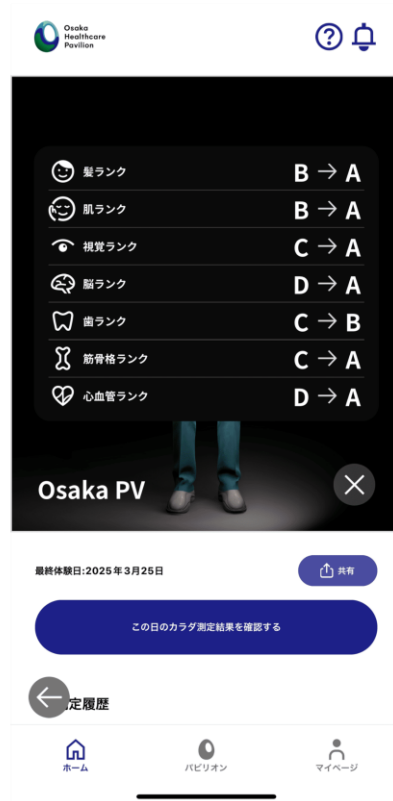 Osaka
Healthcare
Pavilion
髪ランク B → A
肌ランク B → A
視覚ランク C → A
脳ランク D → A
歯ランク C → B
筋骨格ランク C → A
心血管ランク D → A
Osaka PV
最終体験日:2025年3月25日
共有
この日のカラダ測定結果を確認する
定履歴
ホーム
パビリオン
マイページ